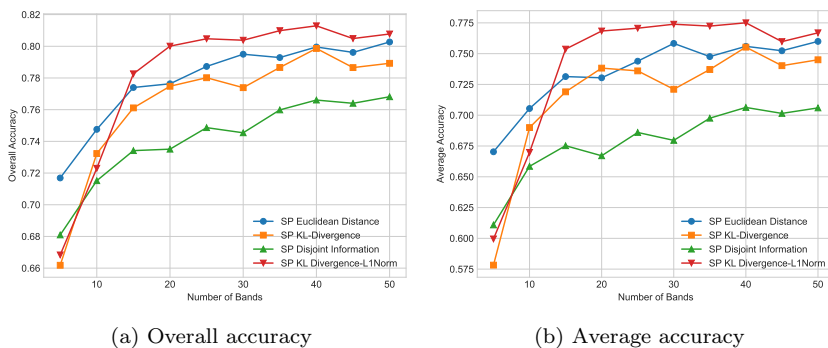 0.82
0.80
0.78
0.76
0.74
0.72
0.70
0.68
0.66
Overall Accuracy
10
20
30
40
50
Number of Bands
SP Euclidean Distance
SP KL-Divergence
SP Disjoint Information
SP KL Divergence-L1Norm
(a) Overall accuracy
0.775
0.750
0.725
0.700
0.675
0.650
0.625
0.600
0.575
Average Accuracy
10
20
30
40
50
Number of Bands
SP Euclidean Distance
SP KL-Divergence
SP Disjoint Information
SP KL Divergence-L1Norm
(b) Average accuracy